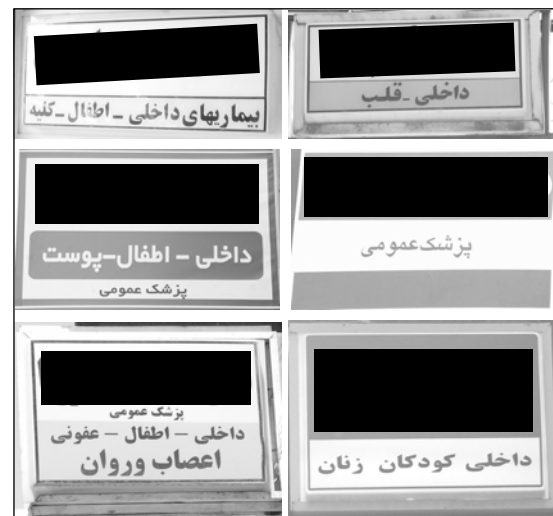 بیماریهای داخلی - اطفال - کلیه
داخلی - قلب
داخلی - اطفال - پوست
پزشک عمومی
پزشک عمومی
پزشک عمومی
داخلی - اطفال - عفونی
اعصاب وروان
داخلی کودکان زنان